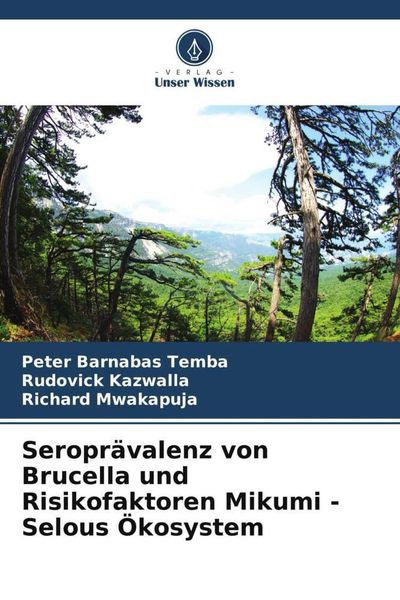 - VERLAG -
Unser Wissen
Peter Barnabas Temba
Rudovick Kazwalla
Richard Mwakapuja
Seroprävalenz von
Brucella und
Risikofaktoren Mikumi -
Selous Ökosystem